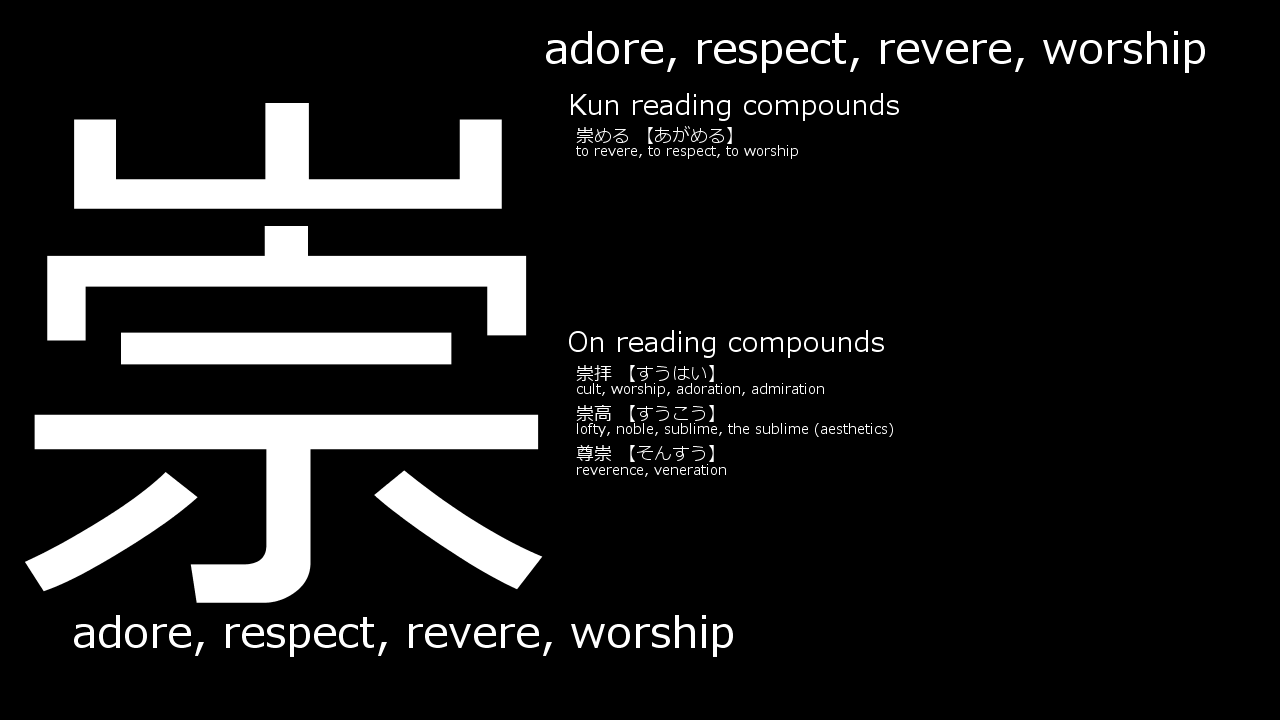 崇
adore, respect, revere, worship
Kun reading compounds
崇める 【あがめる】
to revere, to respect, to worship
On reading compounds
崇拝 【すうはい】
cult, worship, adoration, admiration
崇高 【すうこう】
lofty, noble, sublime, the sublime (aesthetics)
尊崇 【そんすう】
reverence, veneration
adore, respect, revere, worship